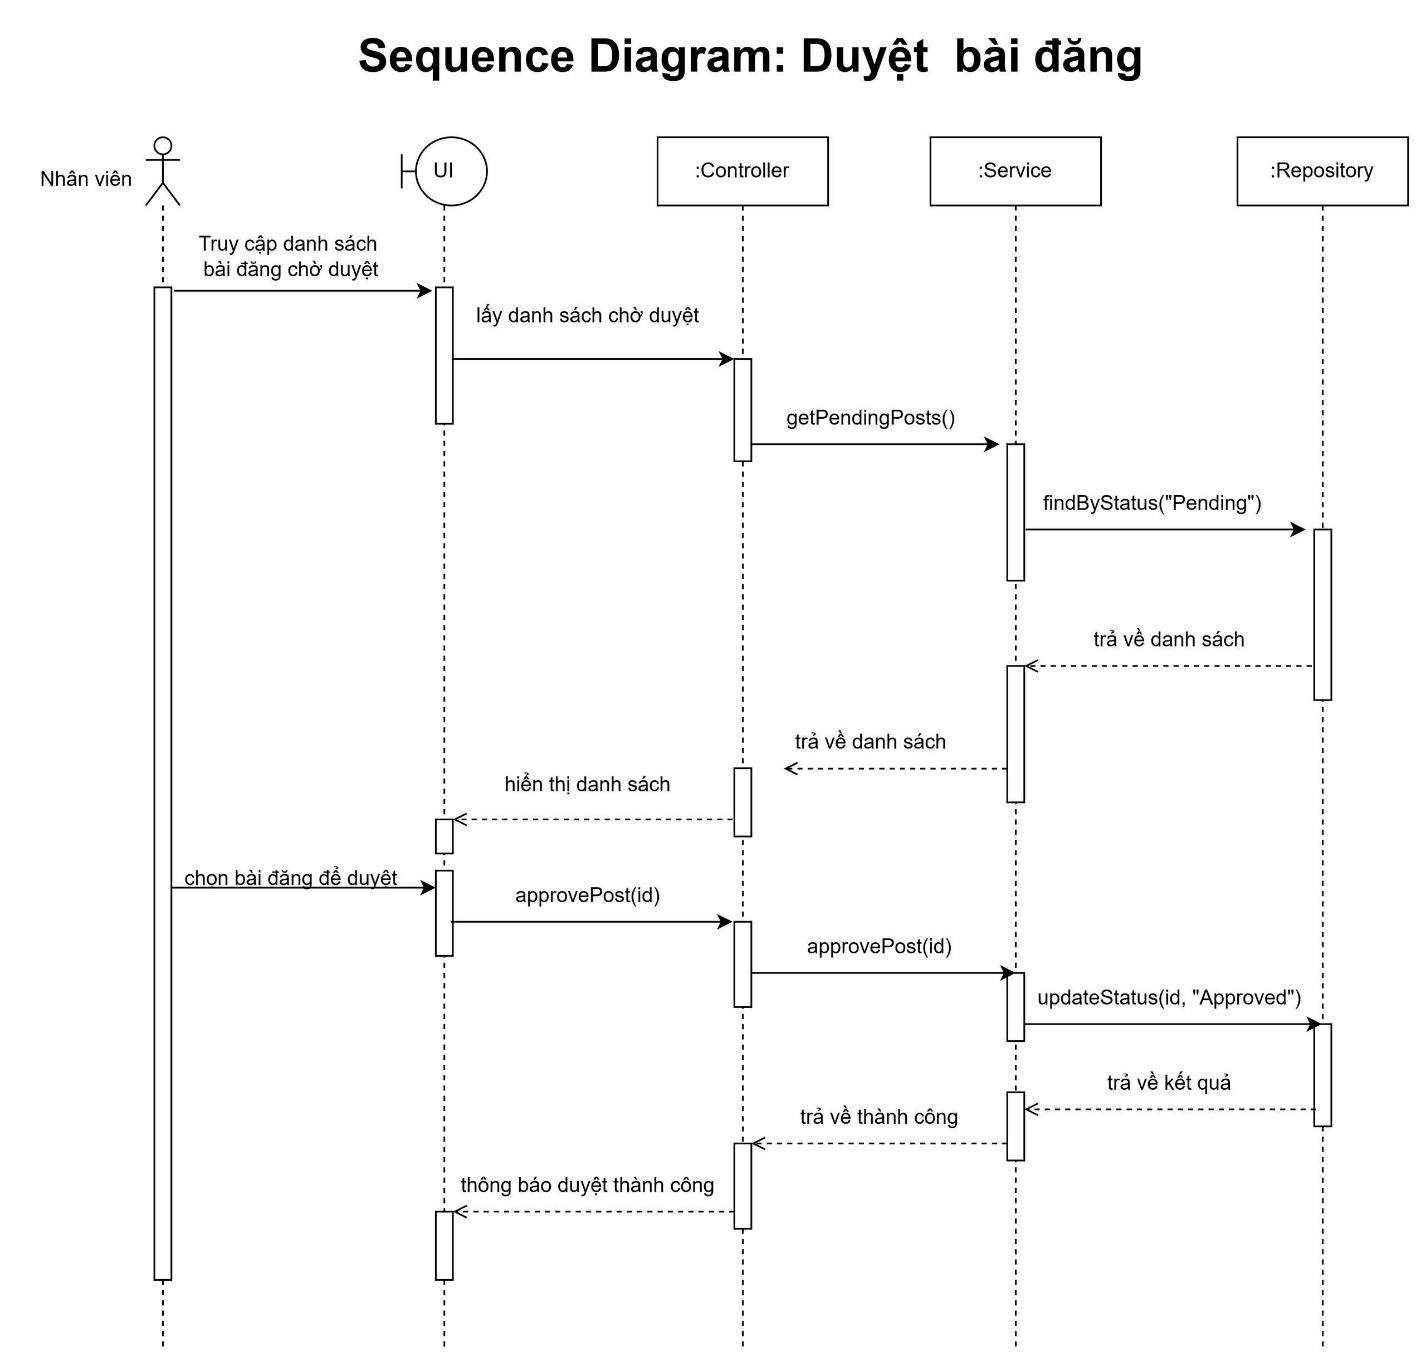 Sequence Diagram: Duyệt  bài đăng
Nhân viên
UI
:Controller
:Service
:Repository
Truy cập danh sách
bài đăng chờ duyệt
lấy danh sách chờ duyệt
getPendingPosts()
findByStatus("Pending")
trả về danh sách
trả về danh sách
hiển thị danh sách
chọn bài đăng để duyệt
approvePost(id)
approvePost(id)
updateStatus(id, "Approved")
trả về kết quả
trả về thành công
thông báo duyệt thành công